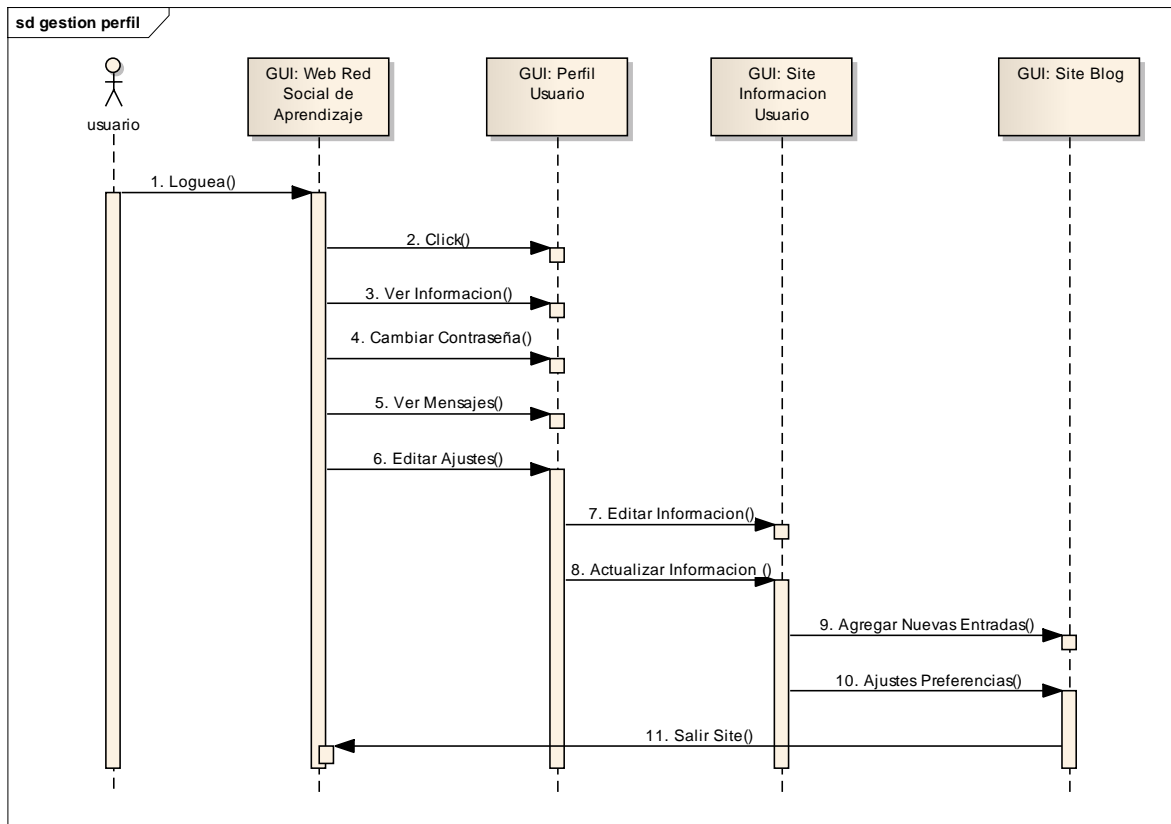 sd gestion perfil
usuario
GUI: Web Red
Social de
Aprendizaje
GUI: Perfil
Usuario
GUI: Site
Informacion
Usuario
GUI: Site Blog
1. Loguea()
2. Click()
3. Ver Informacion()
4. Cambiar Contraseña()
5. Ver Mensajes()
6. Editar Ajustes()
7. Editar Informacion()
8. Actualizar Informacion ()
9. Agregar Nuevas Entradas()
10. Ajustes Preferencias()
11. Salir Site()